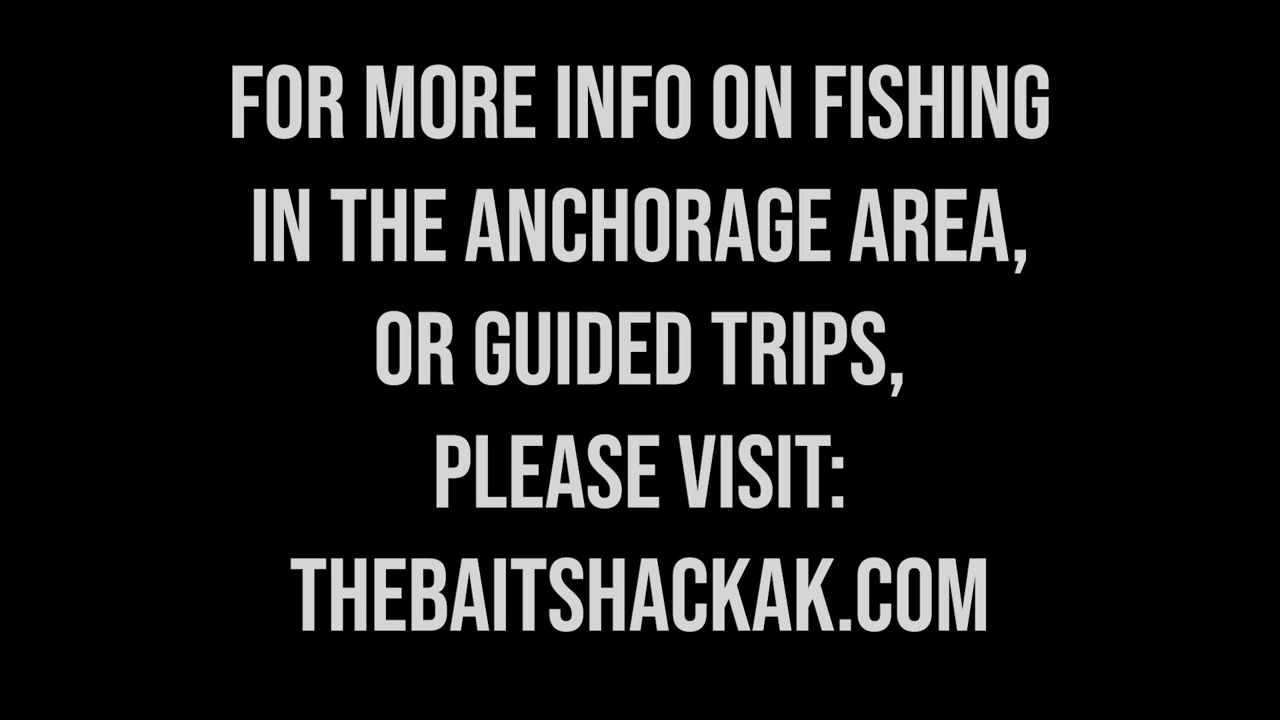 FOR MORE INFO ON FISHING
IN THE ANCHORAGE AREA,
OR GUIDED TRIPS,
PLEASE VISIT:
THEBAITSHACKAK.COM